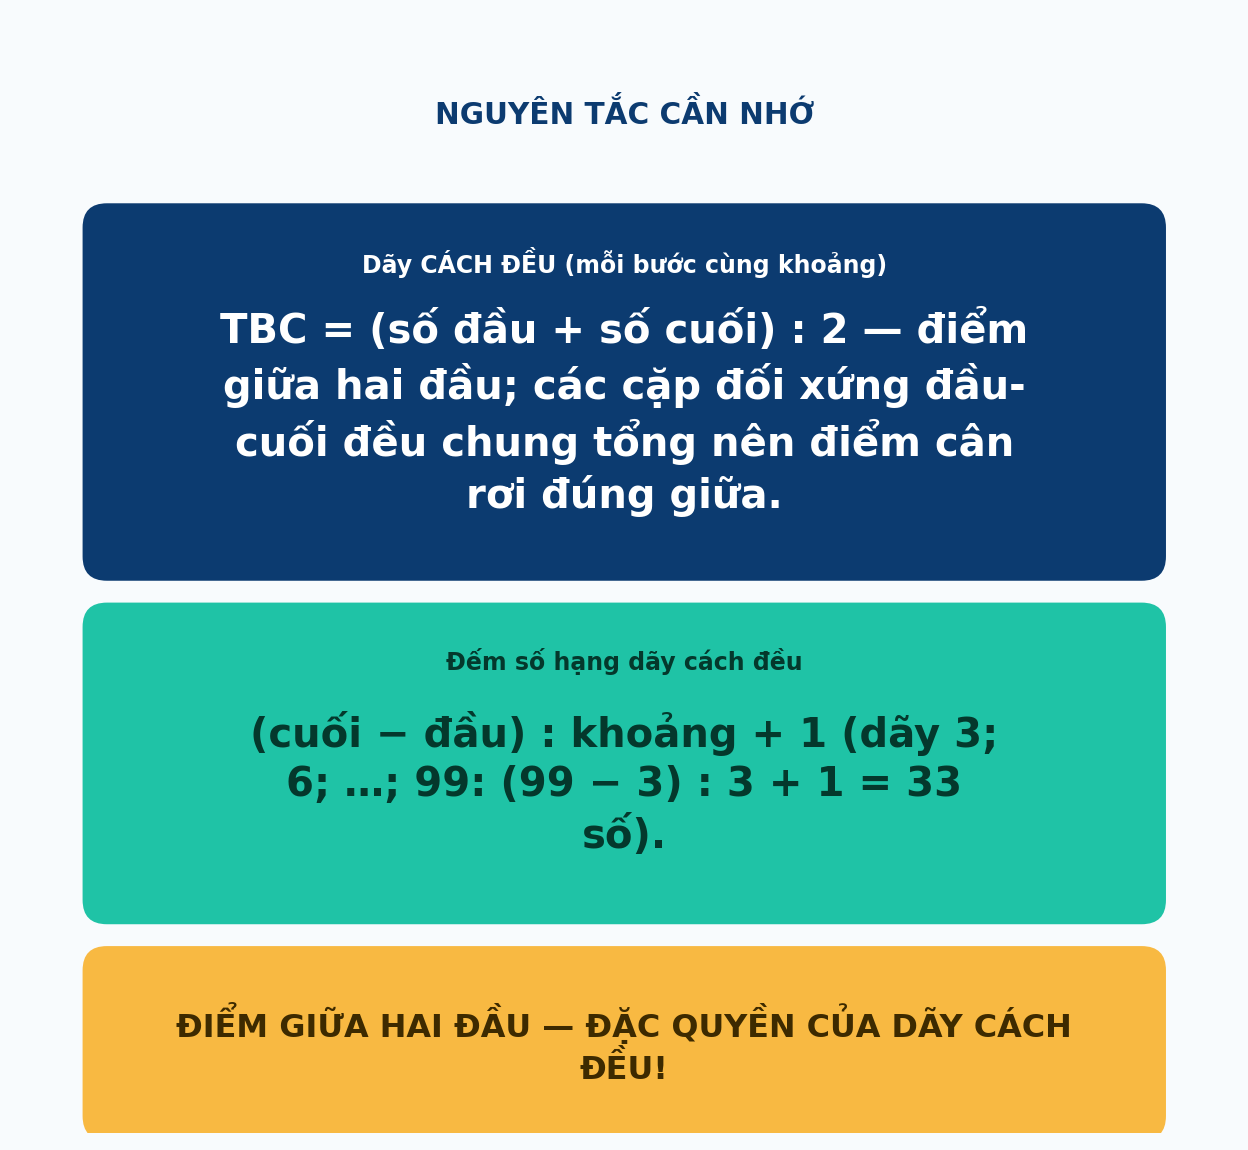 NGUYÊN TẮC CẦN NHỚ
Dãy CÁCH ĐỀU (mỗi bước cùng khoảng)
TBC = (số đầu + số cuối) : 2 — điểm
giữa hai đầu; các cặp đối xứng đầu-
cuối đều chung tổng nên điểm cân
rơi đúng giữa.
Đếm số hạng dãy cách đều
(cuối − đầu) : khoảng + 1 (dãy 3;
6; …; 99: (99 − 3) : 3 + 1 = 33
số).
ĐIỂM GIỮA HAI ĐẦU — ĐẶC QUYỀN CỦA DÃY CÁCH
ĐỀU!